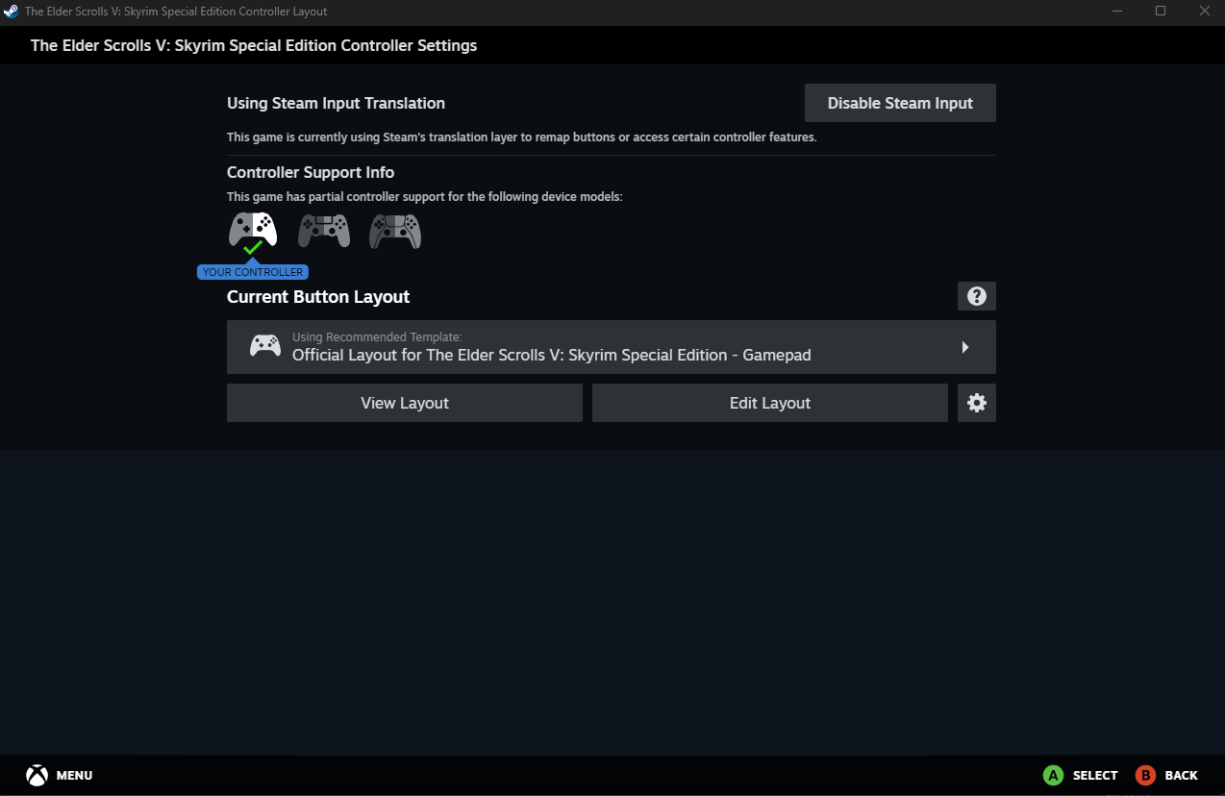 The Elder Scrolls V: Skyrim Special Edition Controller Layout
The Elder Scrolls V: Skyrim Special Edition Controller Settings
Using Steam Input Translation
Disable Steam Input
This game is currently using Steam's translation layer to remap buttons or access certain controller features.
Controller Support Info
This game has partial controller support for the following device models:
YOUR CONTROLLER
Current Button Layout
?
Using Recommended Template:
Official Layout for The Elder Scrolls V: Skyrim Special Edition - Gamepad
View Layout
Edit Layout
MENU
A SELECT
B BACK